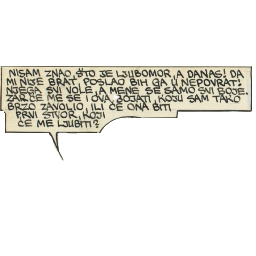 NISAM ZNAO, ŠTO JE LJUBOMOR, A DANAS! DA
MI NIJE BRAT, POSLAO BIH GA U NEPOVRAT!
NJEGA SVI VOLE, A MENE SE SAMO SVI BOJE.
ZAR ĆE ME SE I OVA, DOJATI, KOJU SAM TAKO
BRZO ZAVOLIO, ILI ĆE ONA BITI
PRVI STVOR, KOJI
ĆE ME LJUBITI?